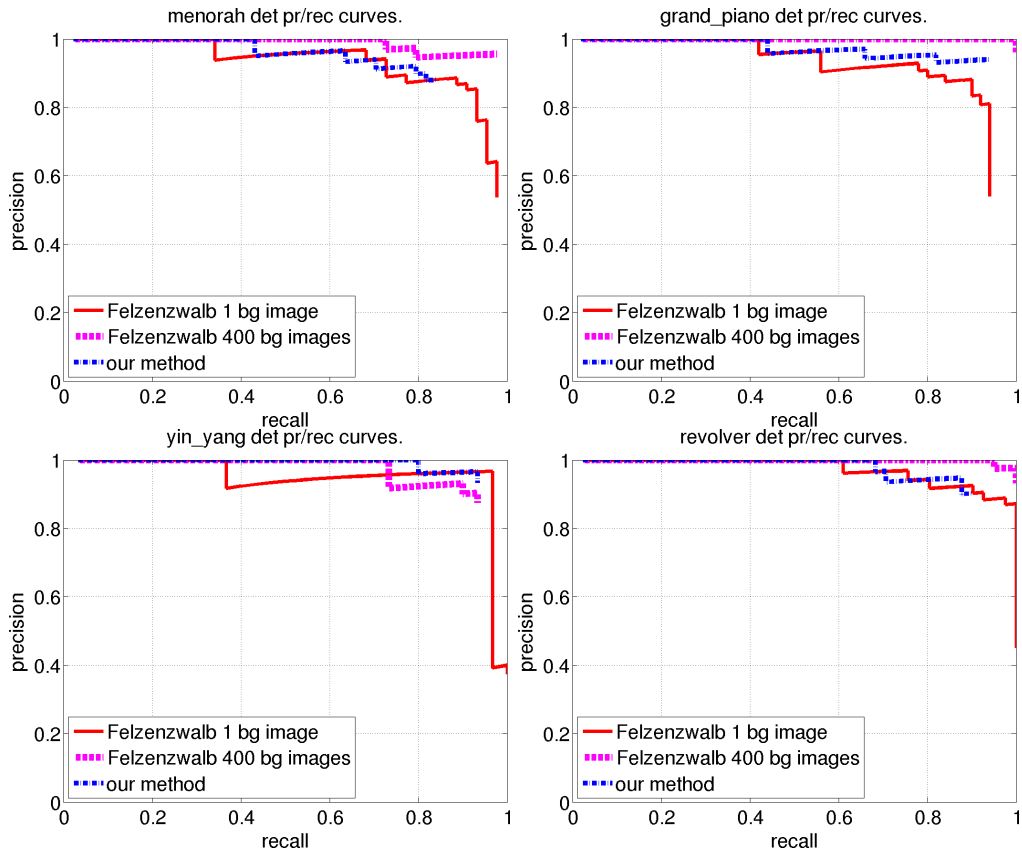 menorah det pr/rec curves.
1
0.8
0.6
0.4
0.2
0
precision
Felzenzwalb 1 bg image
Felzenzwalb 400 bg images
our method
0 0.2 0.4 0.6 0.8 1
recall
grand_piano det pr/rec curves.
1
0.8
0.6
0.4
0.2
0
precision
Felzenzwalb 1 bg image
Felzenzwalb 400 bg images
our method
0 0.2 0.4 0.6 0.8 1
recall
yin_yang det pr/rec curves.
1
0.8
0.6
0.4
0.2
0
precision
Felzenzwalb 1 bg image
Felzenzwalb 400 bg images
our method
0 0.2 0.4 0.6 0.8 1
recall
revolver det pr/rec curves.
1
0.8
0.6
0.4
0.2
0
precision
Felzenzwalb 1 bg image
Felzenzwalb 400 bg images
our method
0 0.2 0.4 0.6 0.8 1
recall